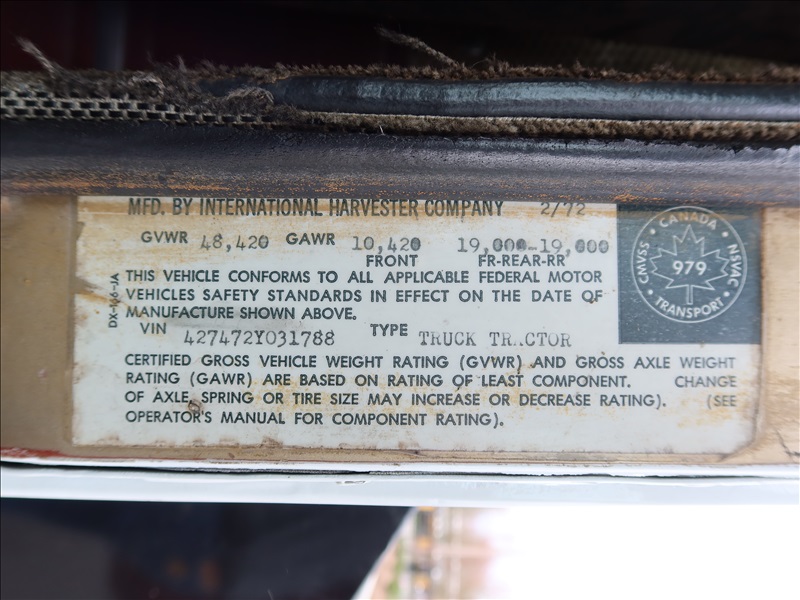 MFD. BY INTERNATIONAL HARVESTER COMPANY 2/72
GVWR 48,420 GAWR 10,420 19,000-19,000
FRONT FR-REAR-RR
THIS VEHICLE CONFORMS TO ALL APPLICABLE FEDERAL MOTOR
VEHICLES SAFETY STANDARDS IN EFFECT ON THE DATE OF
MANUFACTURE SHOWN ABOVE.
VIN 427472Y031788 TYPE TRUCK TR.CTOR
CERTIFIED GROSS VEHICLE WEIGHT RATING (GVWR) AND GROSS AXLE WEIGHT
RATING (GAWR) ARE BASED ON RATING OF LEAST COMPONENT. CHANGE
OF AXLE, SPRING OR TIRE SIZE MAY INCREASE OR DECREASE RATING). (SEE
OPERATOR'S MANUAL FOR COMPONENT RATING).
CANADA
CMVSS
979
NSVAC
TRANSPORT